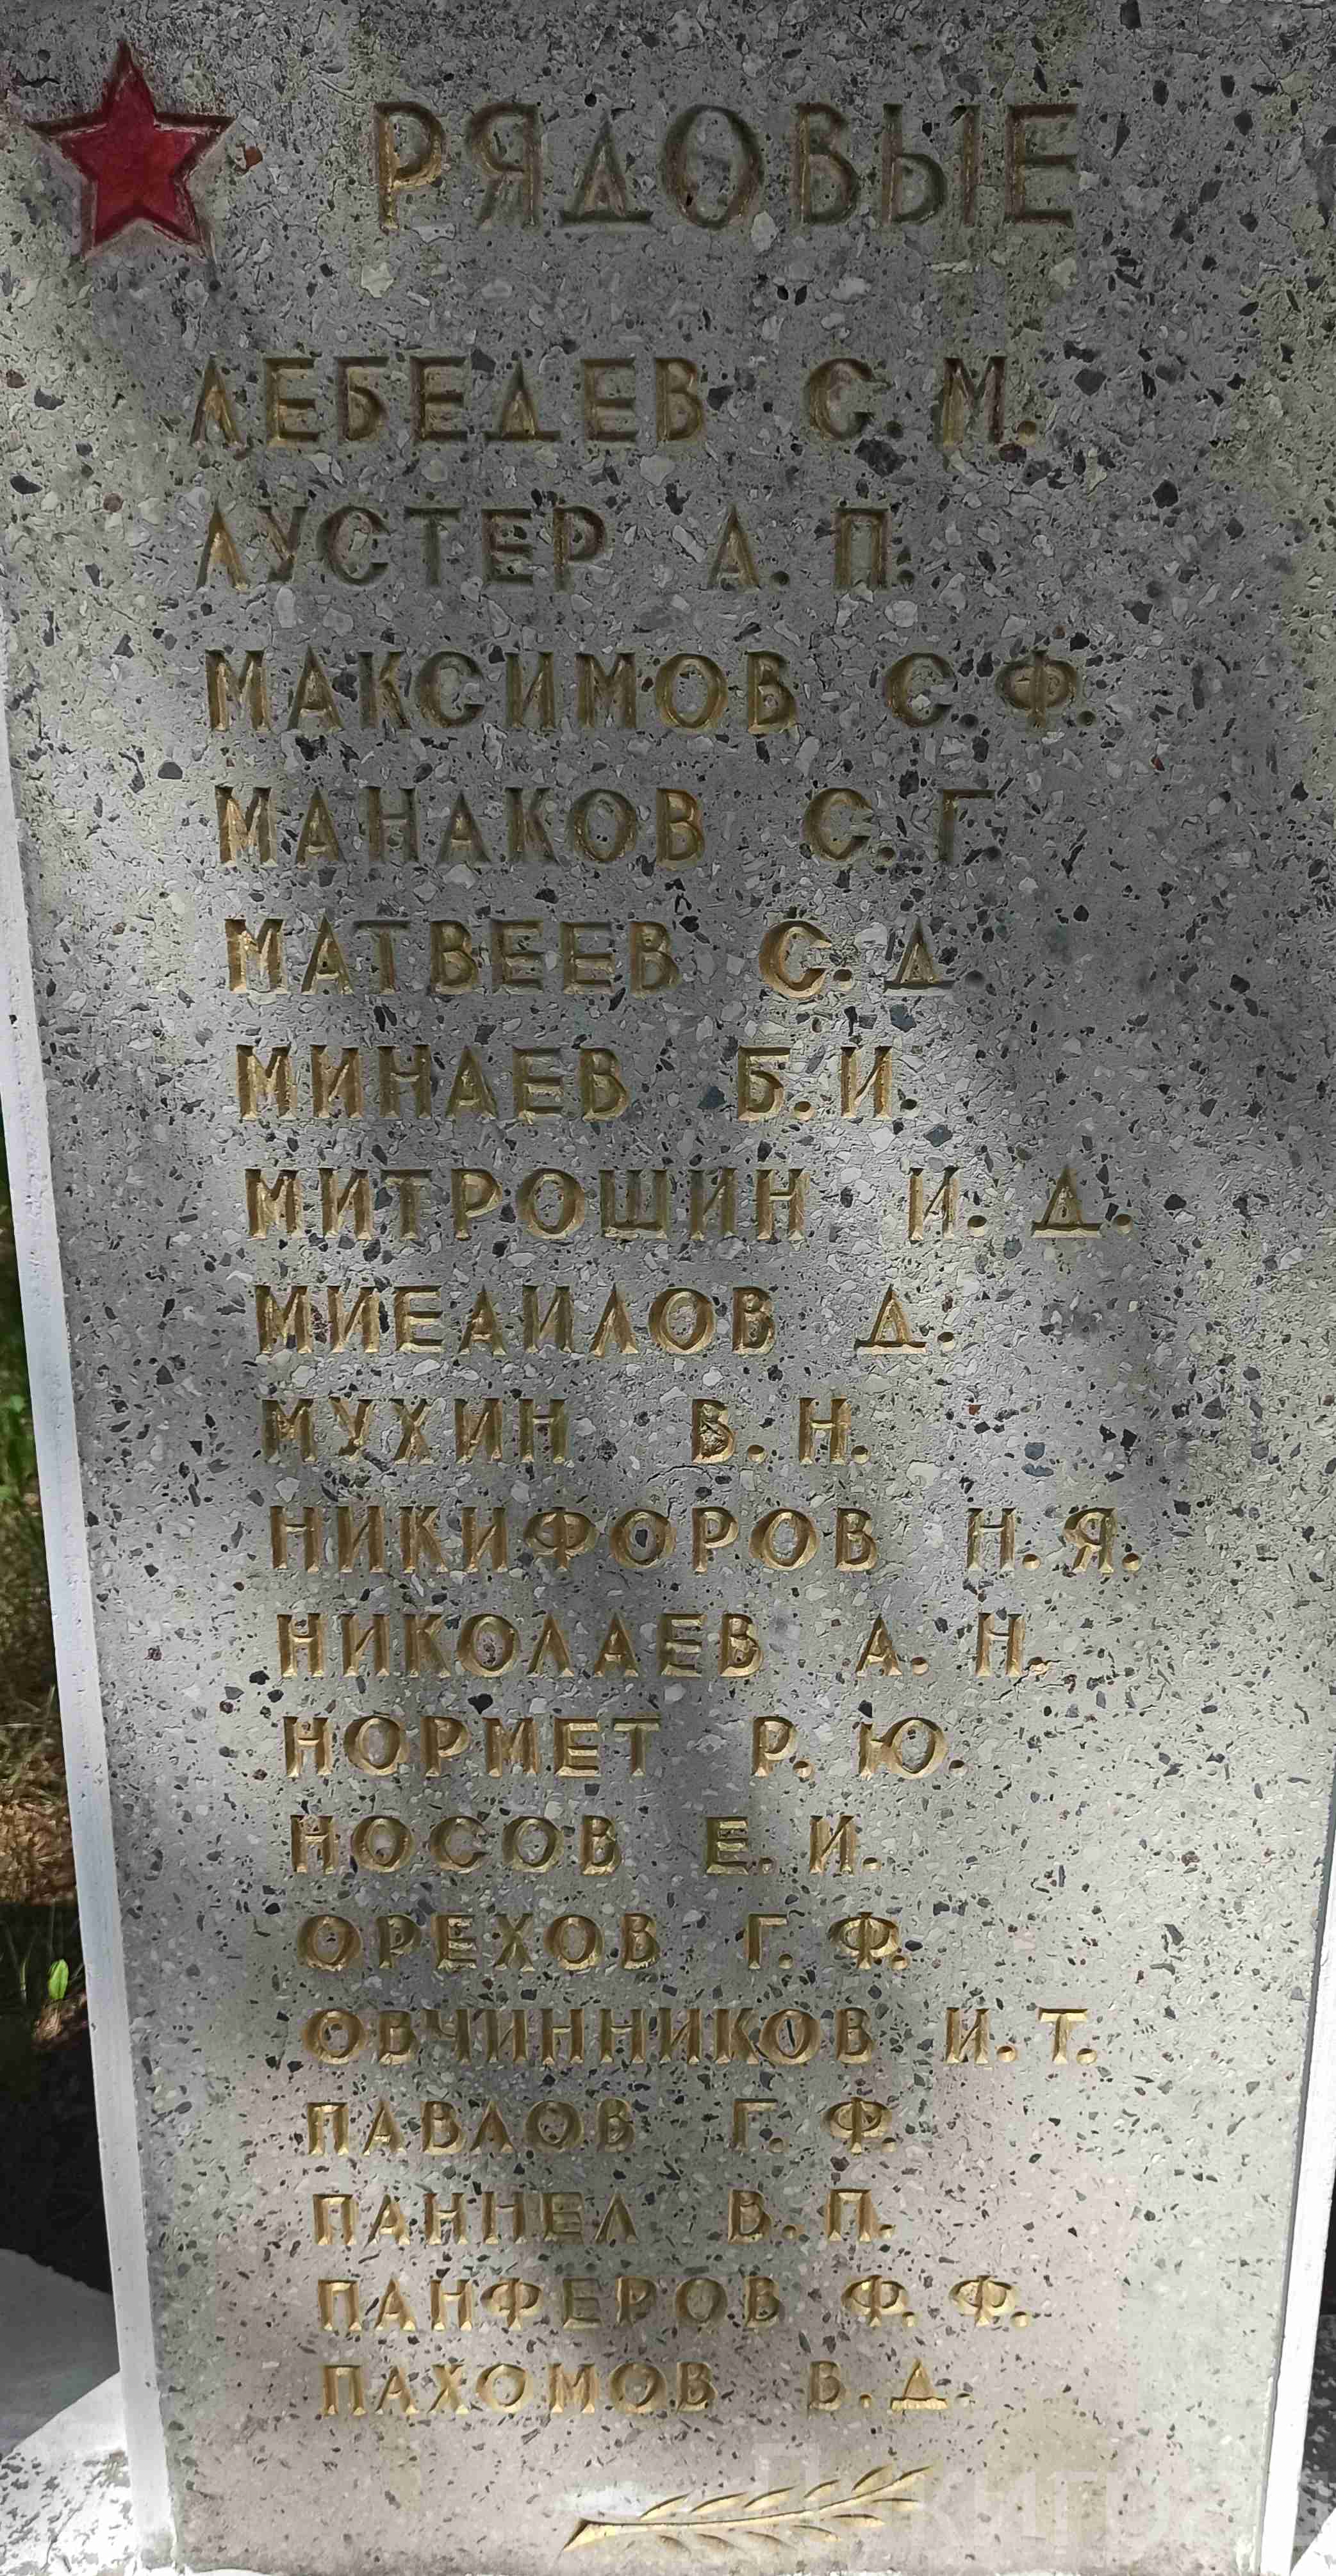 РЯДОВЫЕ
ЛЕБЕДЕВ С. М.
ЛУСТЕР А. П.
МАКСИМОВ С Ф.
МАНАКОВ С. Г.
МАТВЕЕВ С. Д
МИНАЕВ Б. И.
МИТРОШИН И. Д.
МИЕАИЛОВ Д.
МУХИН В. Н.
НИКИФОРОВ Н. Я.
НИКОЛАЕВ А. Н.
НОРМЕТ Р. Ю.
НОСОВ Е. И.
ОРЕХОВ Г. Ф.
ОВЧИННИКОВ И. Т.
ПАВЛОВ Г. Ф.
ПАННЕЛ В. П.
ПАНФЕРОВ Ф. Ф.
ПАХОМОВ В. Д.